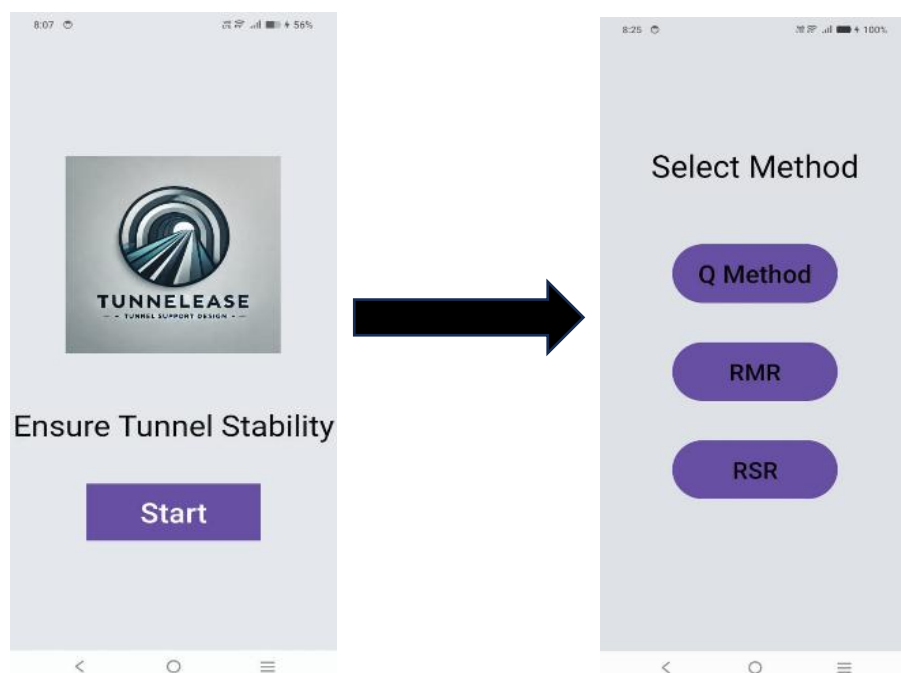 8:07
56%
TUNNELEASE
TUNNEL SUPPORT DESIGN
Ensure Tunnel Stability
Start
8:25
100%
Select Method
Q Method
RMR
RSR